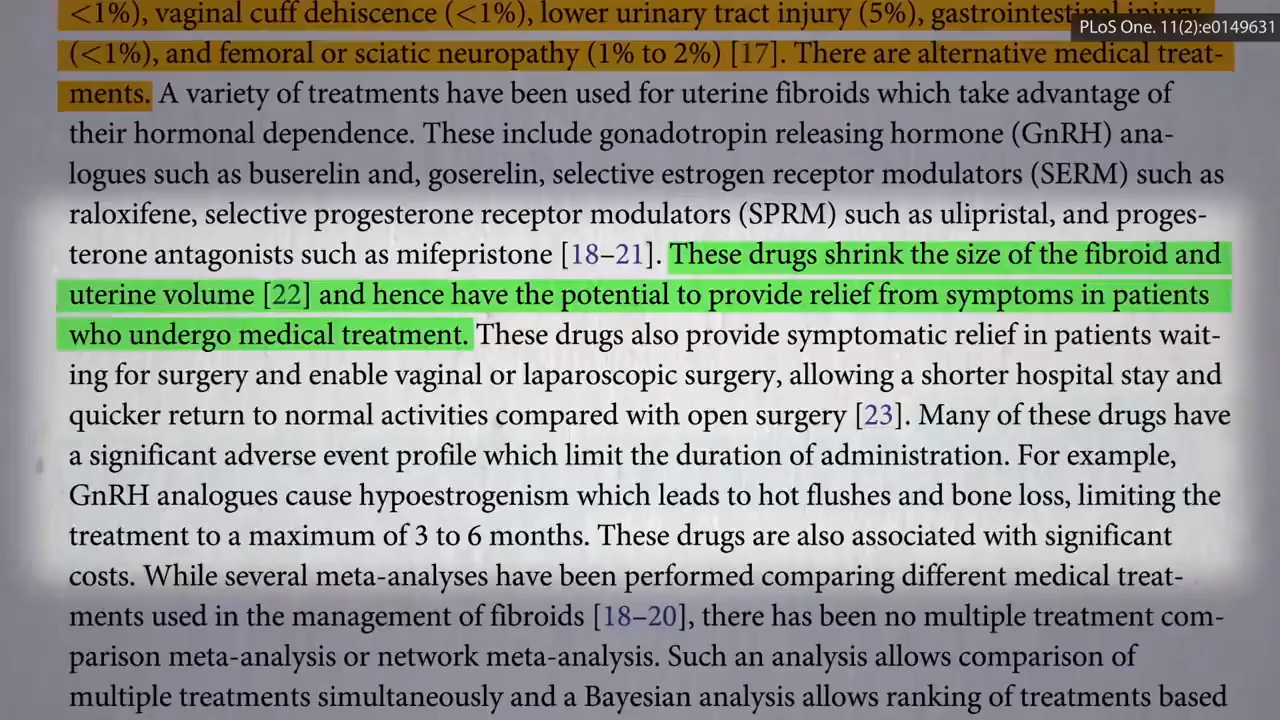 <1%), vaginal cuff dehiscence (<1%), lower urinary tract injury (5%), gastrointestinal injury
PLoS One. 11(2):e0149631
(<1%), and femoral or sciatic neuropathy (1% to 2%) [17]. There are alternative medical treat-
ments. A variety of treatments have been used for uterine fibroids which take advantage of
their hormonal dependence. These include gonadotropin releasing hormone (GnRH) ana-
logues such as buserelin and, goserelin, selective estrogen receptor modulators (SERM) such as
raloxifene, selective progesterone receptor modulators (SPRM) such as ulipristal, and proges-
terone antagonists such as mifepristone [18–21]. These drugs shrink the size of the fibroid and
uterine volume [22] and hence have the potential to provide relief from symptoms in patients
who undergo medical treatment. These drugs also provide symptomatic relief in patients wait-
ing for surgery and enable vaginal or laparoscopic surgery, allowing a shorter hospital stay and
quicker return to normal activities compared with open surgery [23]. Many of these drugs have
a significant adverse event profile which limit the duration of administration. For example,
GnRH analogues cause hypoestrogenism which leads to hot flushes and bone loss, limiting the
treatment to a maximum of 3 to 6 months. These drugs are also associated with significant
costs. While several meta-analyses have been performed comparing different medical treat-
ments used in the management of fibroids [18–20], there has been no multiple treatment com-
parison meta-analysis or network meta-analysis. Such an analysis allows comparison of
multiple treatments simultaneously and a Bayesian analysis allows ranking of treatments based